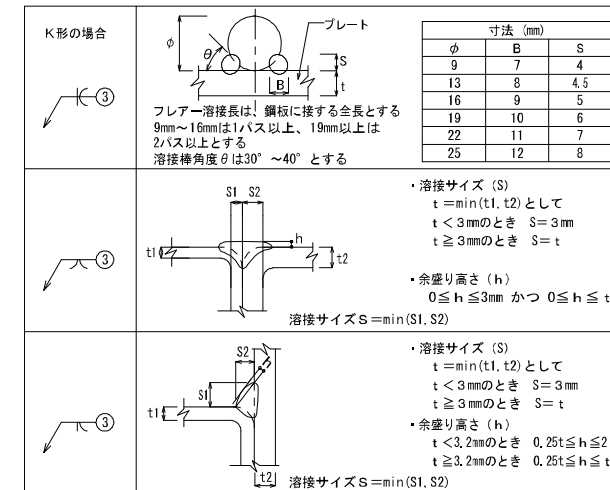 K形の場合
φ
θ
プレート
S
t
B
③
フレアー溶接長は、鋼板に接する全長とする
9mm～16mmは1パス以上、19mm以上は
2パス以上とする
溶接棒角度θは30°～40°とする
寸法 (mm)
φ B S
9 7 4
13 8 4.5
16 9 5
19 10 6
22 11 7
25 12 8
S1 S2
h
t1
t2
③
溶接サイズS＝min(S1,S2)
・溶接サイズ (S)
t＝min(t1,t2)として
t＜3mmのとき S＝3mm
t≧3mmのとき S＝t
・余盛り高さ (h)
0≦h≦3mm かつ 0≦h≦t
S2
h
S1
t1
③
t2
溶接サイズS＝min(S1,S2)
・溶接サイズ (S)
t＝min(t1,t2)として
t＜3mmのとき S＝3mm
t≧3mmのとき S＝t
・余盛り高さ (h)
t＜3.2mmのとき 0.25t≦h≦2
t≧3.2mmのとき 0.25t≦h≦t